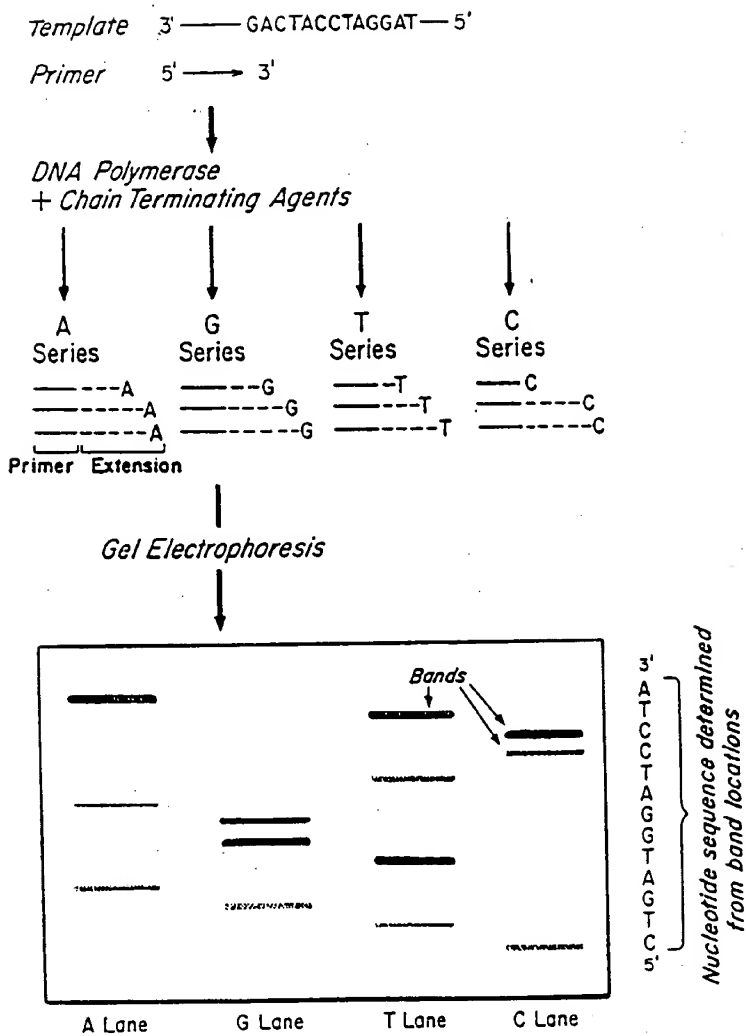 Template 3' GACTACCTAGGAT 5'
Primer 5' 3'
DNA Polymerase
+ Chain Terminating Agents
A Series
G Series
T Series
C Series
A
A
A
G
G
G
T
T
T
C
C
C
Primer Extension
Gel Electrophoresis
Bands
3'
A
T
C
C
T
A
G
G
T
A
G
T
C
5'
Nucleotide sequence determined
from band locations
A Lane G Lane T Lane C Lane